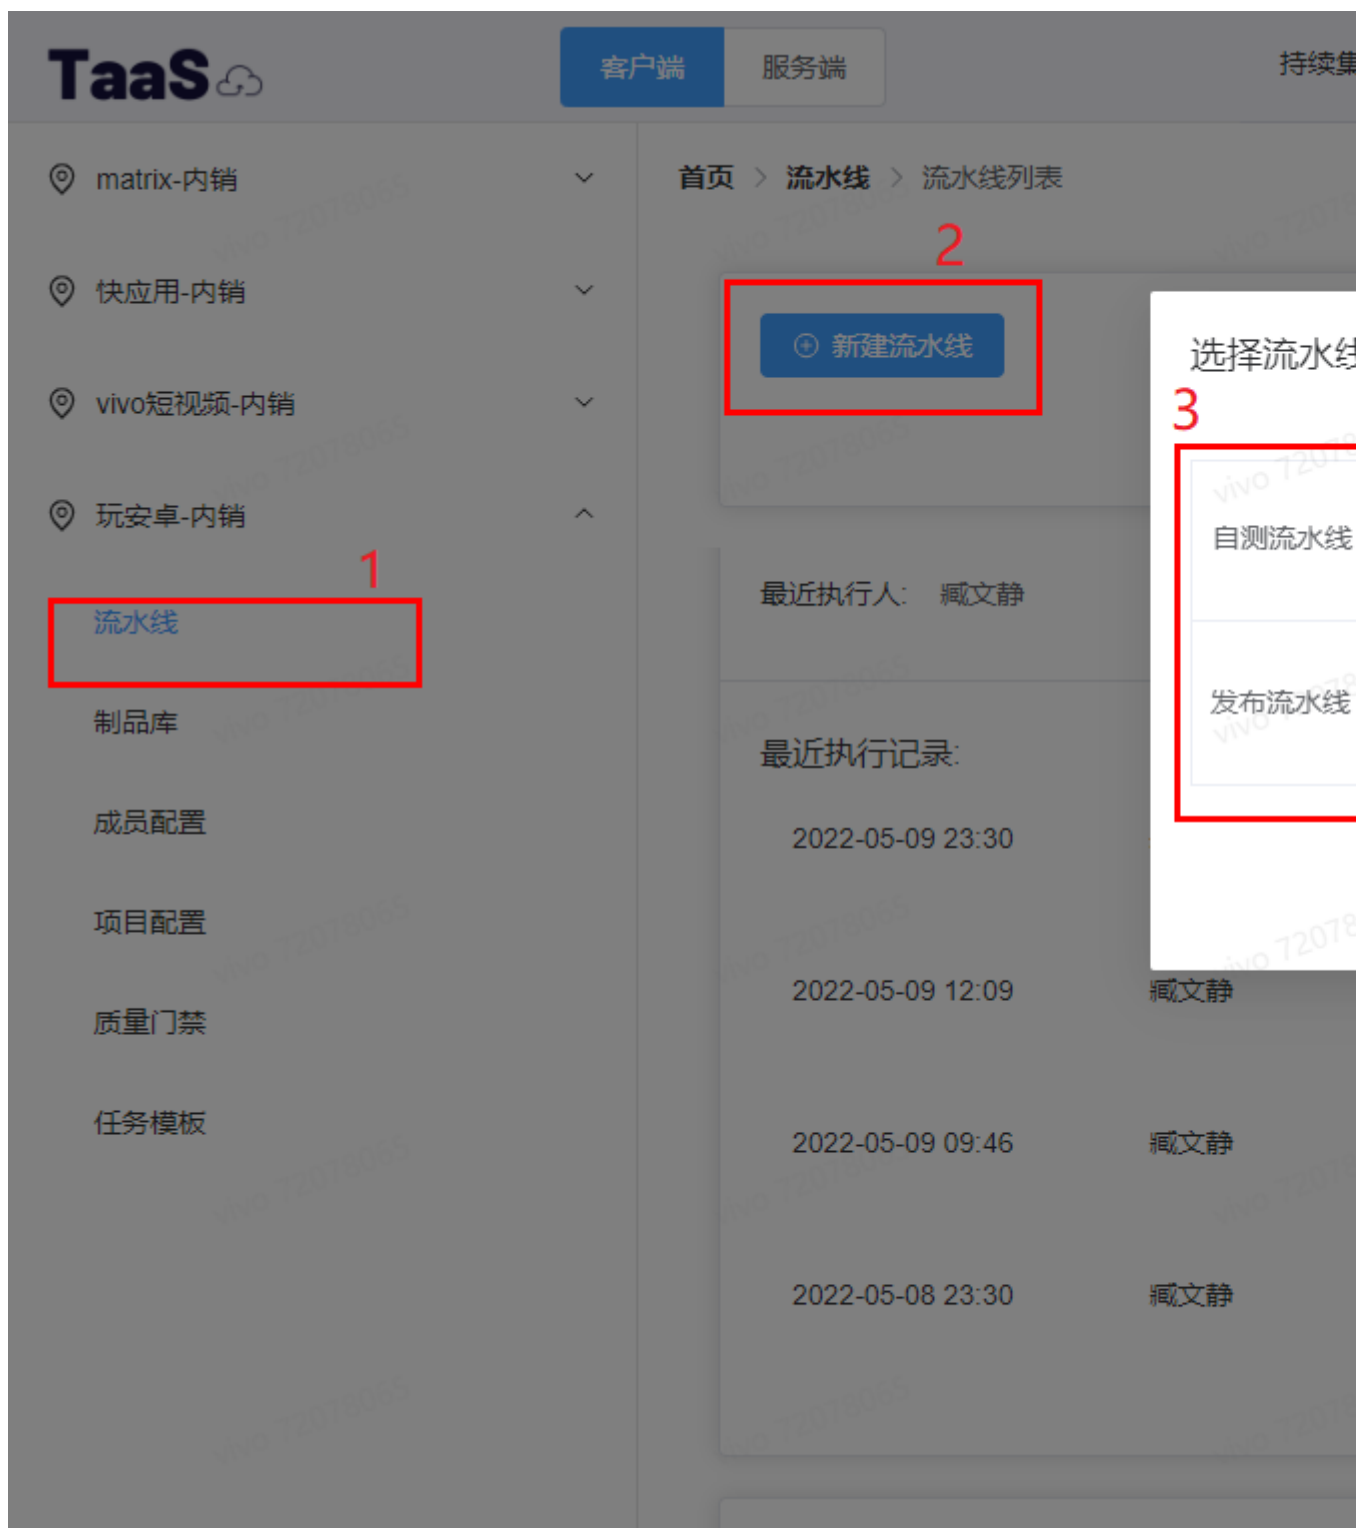 TaaS
客户端
服务端
持续集
matrix-内销
首页 > 流水线 > 流水线列表
2
快应用-内销
新建流水线
选择流水线
vivo短视频-内销
3
玩安卓-内销
自测流水线
1
最近执行人: 臧文静
流水线
发布流水线
制品库
最近执行记录:
成员配置
2022-05-09 23:30
项目配置
2022-05-09 12:09 臧文静
质量门禁
任务模板
2022-05-09 09:46 臧文静
2022-05-08 23:30 臧文静
vivo 72078065